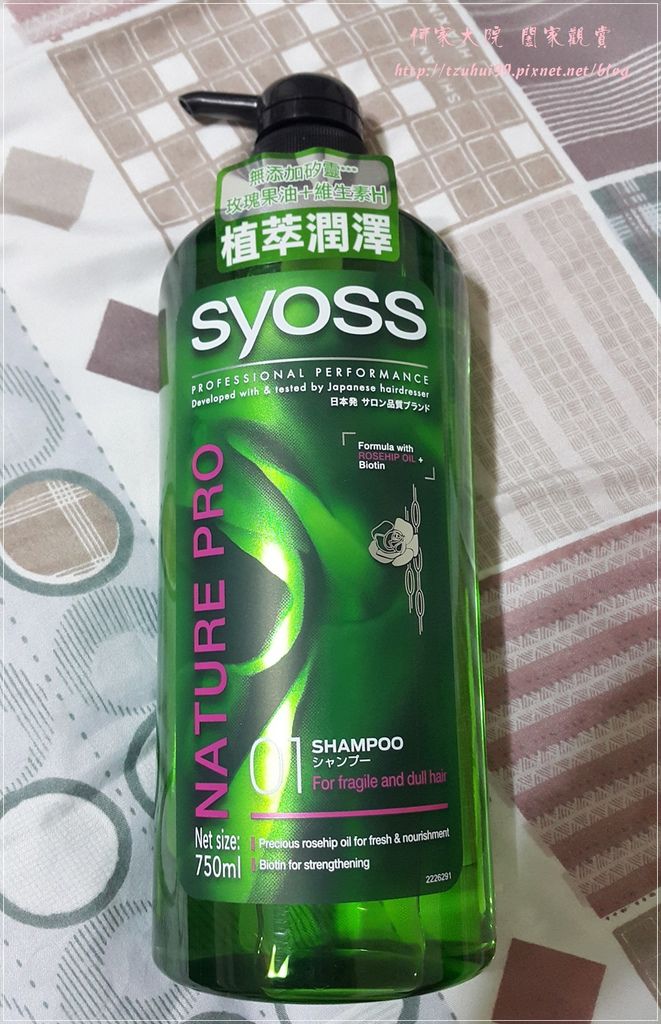 何家大院 闔家觀賞
http://tzuhui90.pixnet.net/blog
無添加矽靈…
玫瑰果油+維生素H
植萃潤澤
syoss
PROFESSIONAL PERFORMANCE
Developed with & tested by Japanese hairdresser
日本発 サロン品質ブランド
Formula with
ROSEHIP OIL +
Biotin
NATURE PRO
01
SHAMPOO
シャンプー
For fragile and dull hair
Net size:
750ml
Precious rosehip oil for fresh & nourishment
Biotin for strengthening
2226291